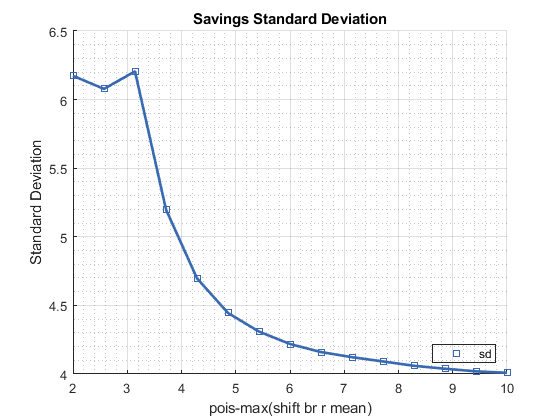 Savings Standard Deviation
6.5
6
5.5
5
4.5
4
Standard Deviation
sd
2 3 4 5 6 7 8 9 10
pois-max(shift br r mean)